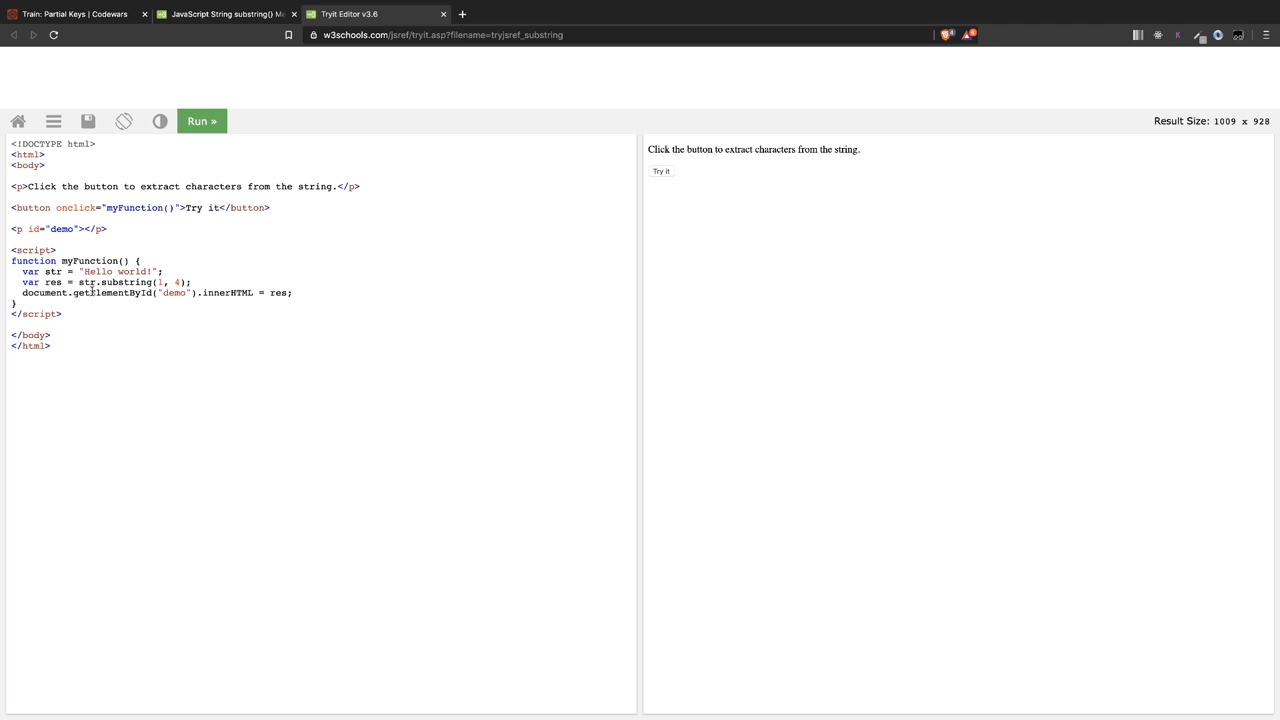 Train: Partial Keys | Codewars
JavaScript String substring() Me
Tryit Editor v3.6
w3schools.com/jsref/tryit.asp?filename=tryjsref_substring
Run »
Result Size: 1009 x 928
<!DOCTYPE html>
<html>
<body>
<p>Click the button to extract characters from the string.</p>
<button onclick="myFunction()">Try it</button>
<p id="demo"></p>
<script>
function myFunction() {
  var str = "Hello world!";
  var res = str.substring(1, 4);
  document.getElementById("demo").innerHTML = res;
}
</script>
</body>
</html>
Click the button to extract characters from the string.
Try it